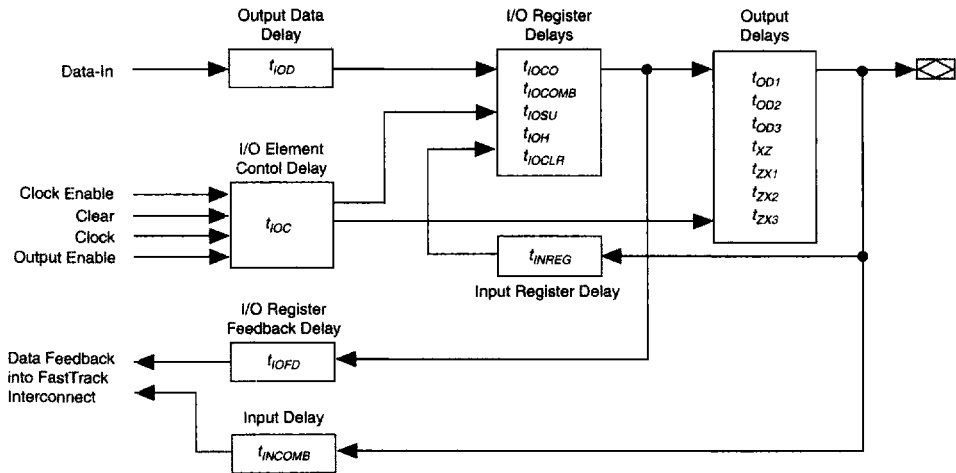 Output Data
Delay
I/O Register
Delays
Output
Delays
Data-In
tIOD
tIOCO
tIOCOMB
tIOSU
tIOH
tIOCLR
tOD1
tOD2
tOD3
tXZ
tZX1
tZX2
tZX3
I/O Element
Contol Delay
Clock Enable
Clear
Clock
Output Enable
tIOC
tINREG
Input Register Delay
I/O Register
Feedback Delay
Data Feedback
into FastTrack
Interconnect
tIOFD
Input Delay
tINCOMB